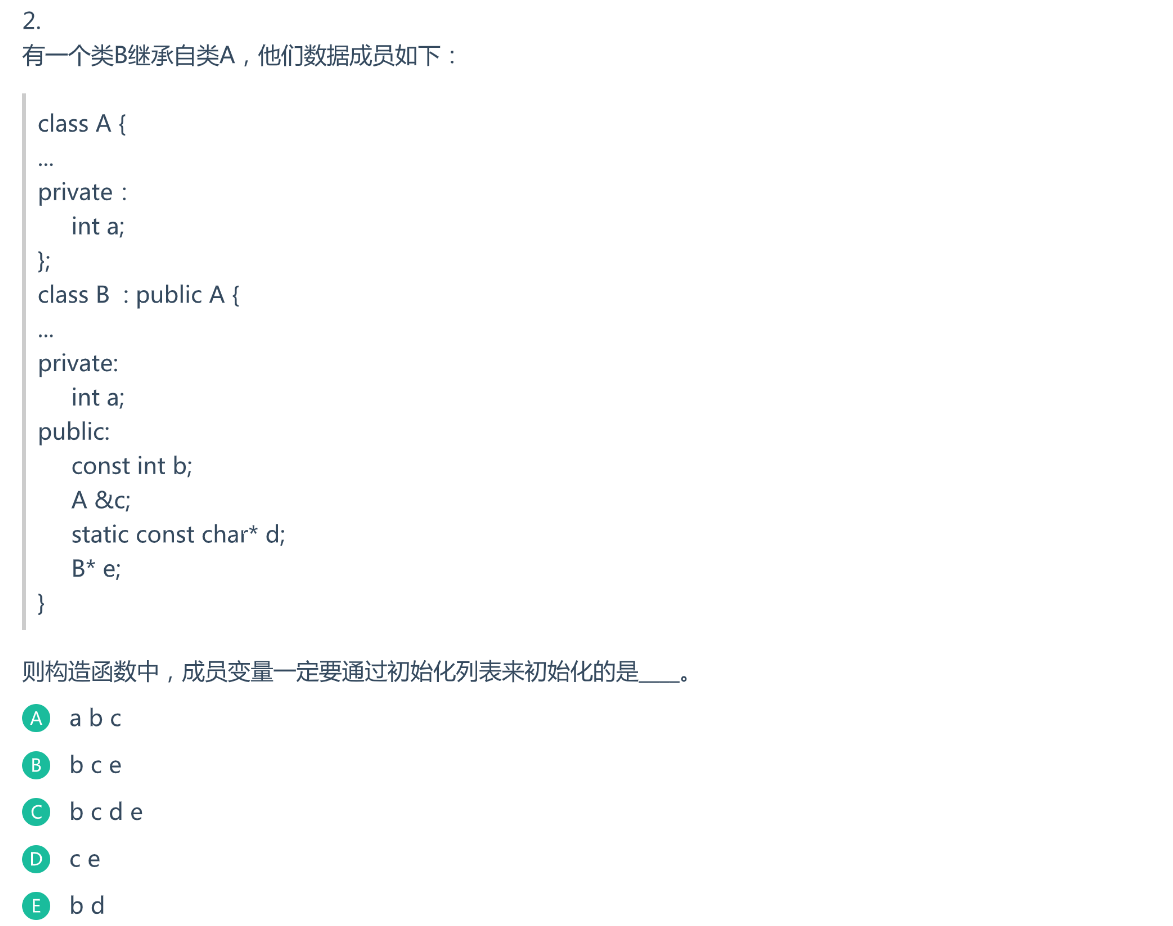 2.
有一个类B继承自类A，他们数据成员如下：
class A {
...
private：
int a;
};
class B : public A {
...
private:
int a;
public:
const int b;
A &c;
static const char* d;
B* e;
}
则构造函数中，成员变量一定要通过初始化列表来初始化的是____。
A a b c
B b c e
C b c d e
D c e
E b d